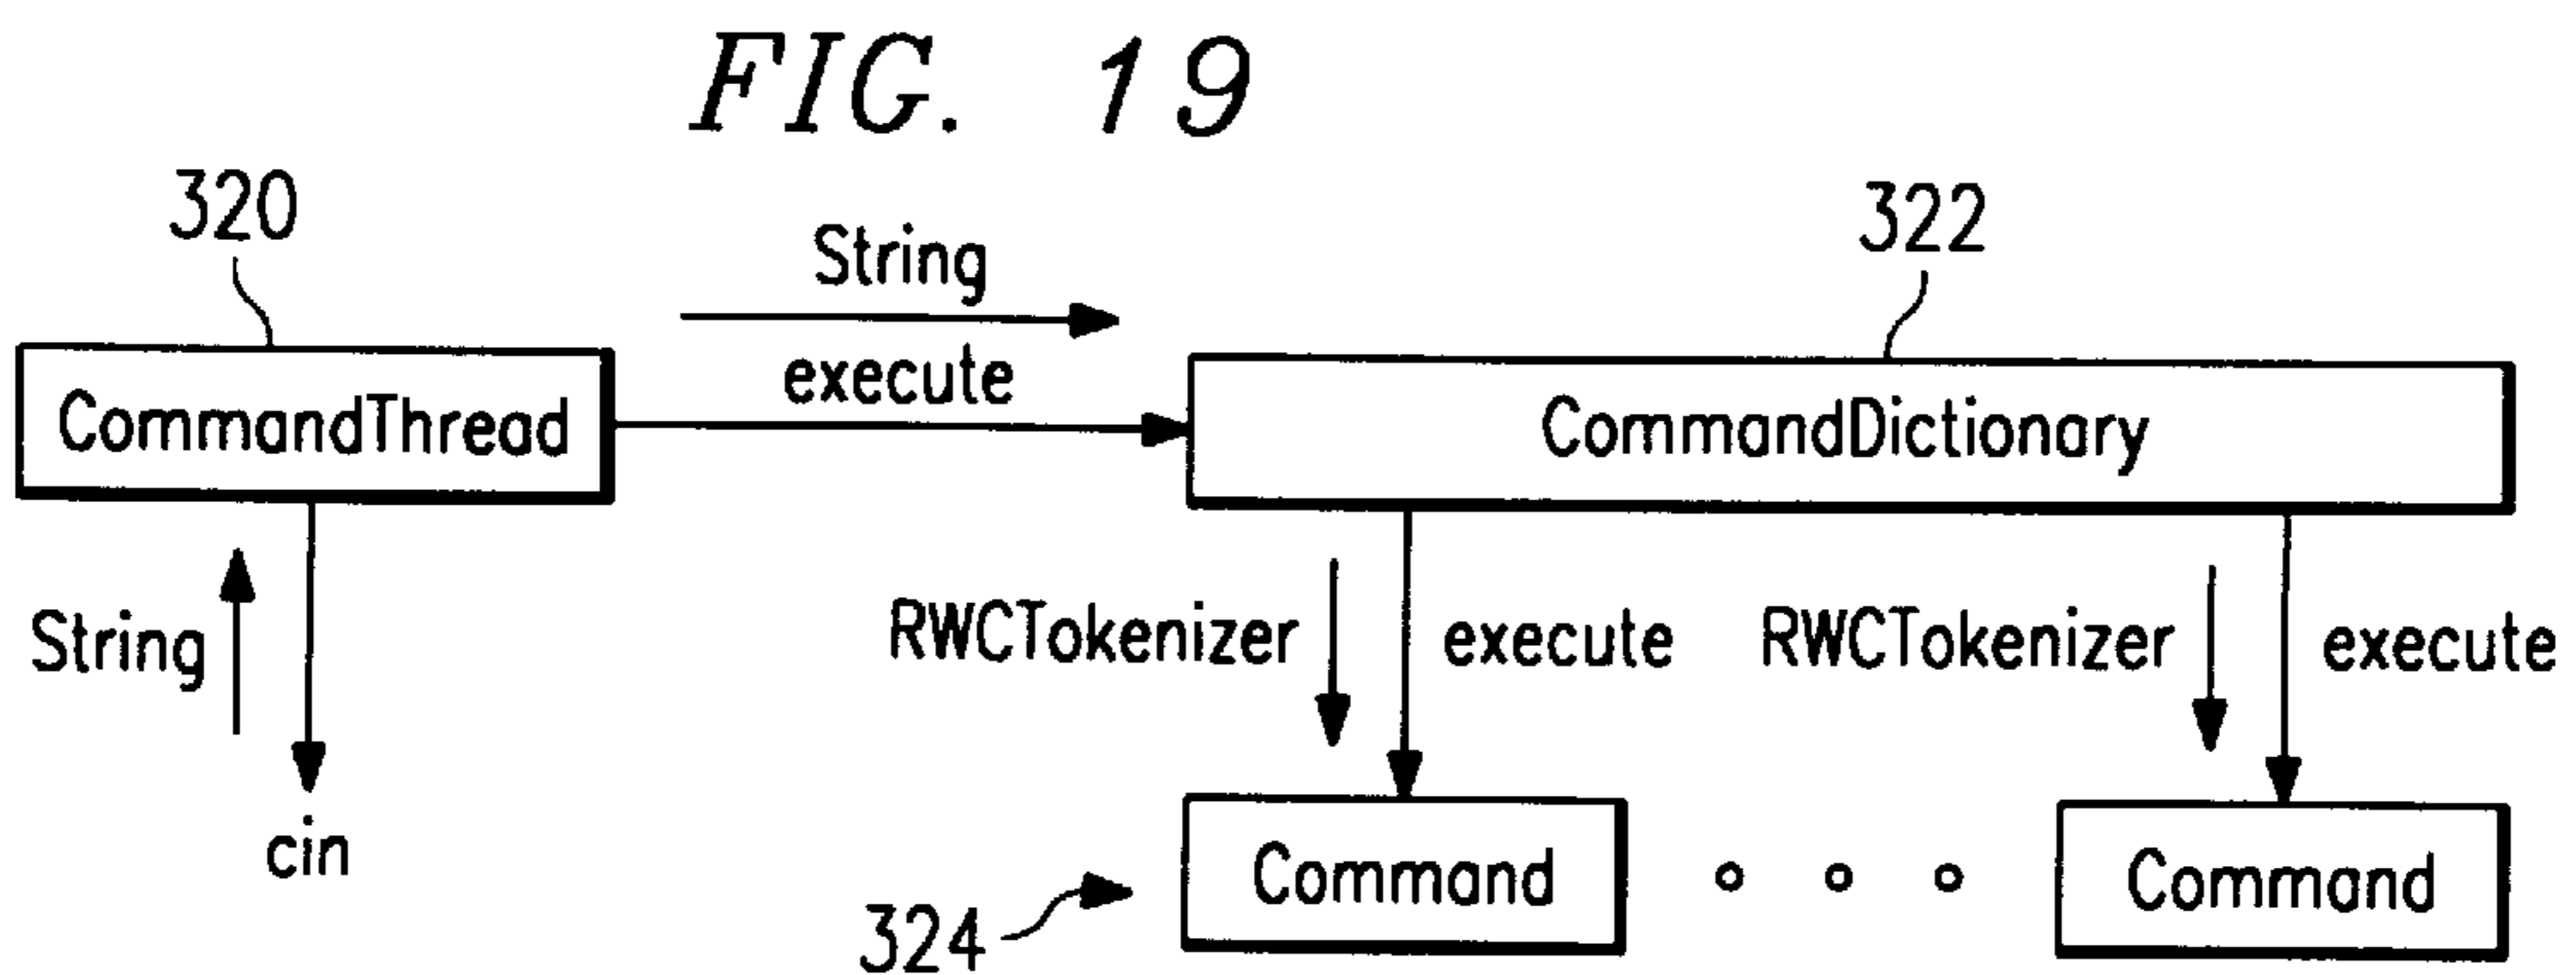 FIG. 19
320
322
String
execute
CommandThread
CommandDictionary
String
RWCTokenizer
execute
RWCTokenizer
execute
cin
Command
Command
324